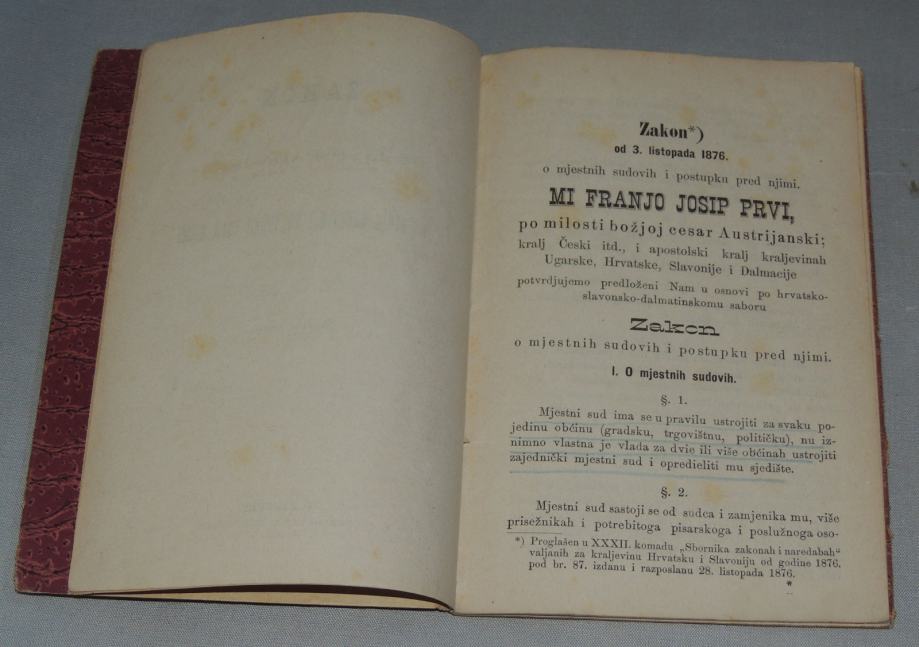 Zakon*)
od 3. listopada 1876.
o mjestnih sudovih i postupku pred njimi.
MI FRANJO JOSIP PRVI,
po milosti božjoj cesar Austrijanski;
kralj Česki itd., i apostolski kralj kraljevinah
Ugarske, Hrvatske, Slavonije i Dalmacije
potvrdjujemo predloženi Nam u osnovi po hrvatsko-
slavonsko-dalmatinskomu saboru
Zakon
o mjestnih sudovih i postupku pred njimi.
I. O mjestnih sudovih.
§. 1.
Mjestni sud ima se u pravilu ustrojiti za svaku po-
jedinu obćinu (gradsku, trgovištnu, političku), nu iz-
nimno vlastna je vlada za dvie ili više obćinah ustrojiti
zajednički mjestni sud i opredieliti mu sjedište.
§. 2.
Mjestni sud sastoji se od sudca i zamjenika mu, više
prisežnikah i potrebitoga pisarskoga i poslužnoga oso-
*) Proglašen u XXXII. komadu „Sbornika zakonah i naredabah“
valjanih za kraljevinu Hrvatsku i Slavoniju od godine 1876.
pod br. 87. izdanu i razposlanu 28. listopada 1876.
*